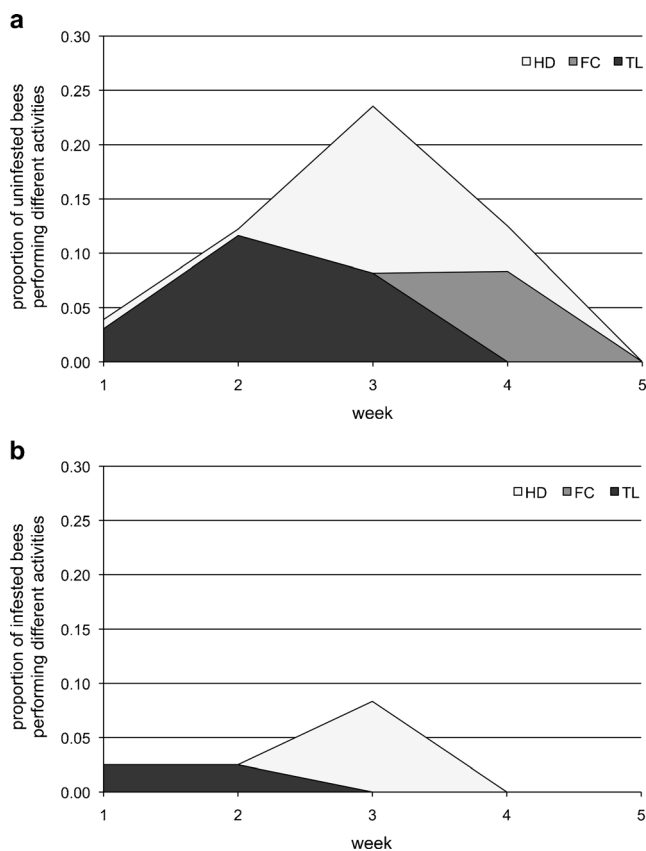 a
proportion of uninfested bees
performing different activities
0.30
0.25
0.20
0.15
0.10
0.05
0.00
HD FC TL
1 2 3 4 5
week
b
proportion of infested bees
performing different activities
0.30
0.25
0.20
0.15
0.10
0.05
0.00
HD FC TL
1 2 3 4 5
week